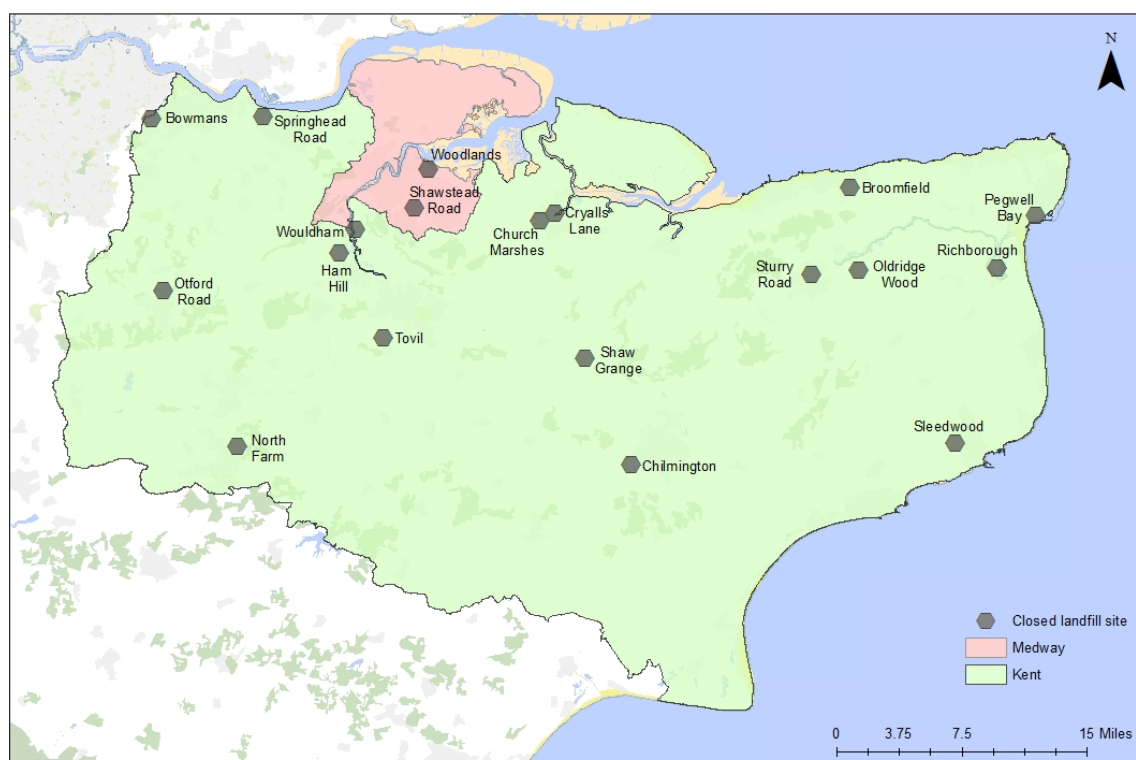 N
Bowmans
Springhead
Road
Woodlands
Shawstead
Road
Broomfield
Pegwell
Bay
Cryalls
Lane
Church
Marshes
Wouldham
Ham
Hill
Richborough
Sturry
Road
Oldridge
Wood
Otford
Road
Tovil
Shaw
Grange
Sleedwood
North
Farm
Chilmington
Closed landfill site
Medway
Kent
0 3.75 7.5 15 Miles